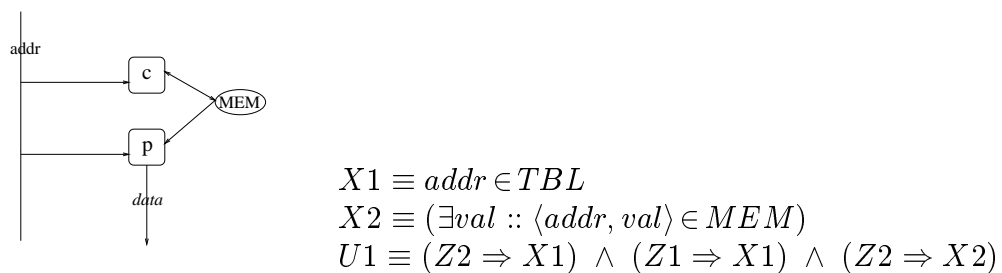 addr
c
MEM
p
data
X1 ≡ addr ∈ TBL
X2 ≡ (∃val :: ⟨addr, val⟩ ∈ MEM)
U1 ≡ (Z2 ⇒ X1) ∧ (Z1 ⇒ X1) ∧ (Z2 ⇒ X2)